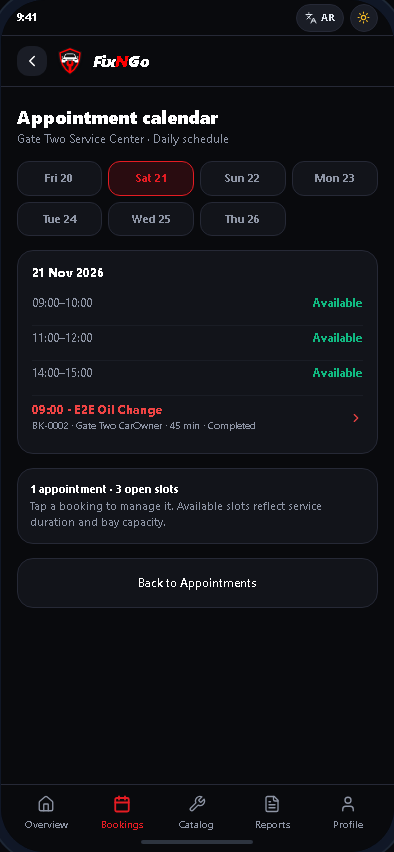 9:41
AR
FixNGo
Appointment calendar
Gate Two Service Center · Daily schedule
Fri 20
Sat 21
Sun 22
Mon 23
Tue 24
Wed 25
Thu 26
21 Nov 2026
09:00–10:00 Available
11:00–12:00 Available
14:00–15:00 Available
09:00 - E2E Oil Change
BK-0002 · Gate Two CarOwner · 45 min · Completed
1 appointment · 3 open slots
Tap a booking to manage it. Available slots reflect service
duration and bay capacity.
Back to Appointments
Overview
Bookings
Catalog
Reports
Profile